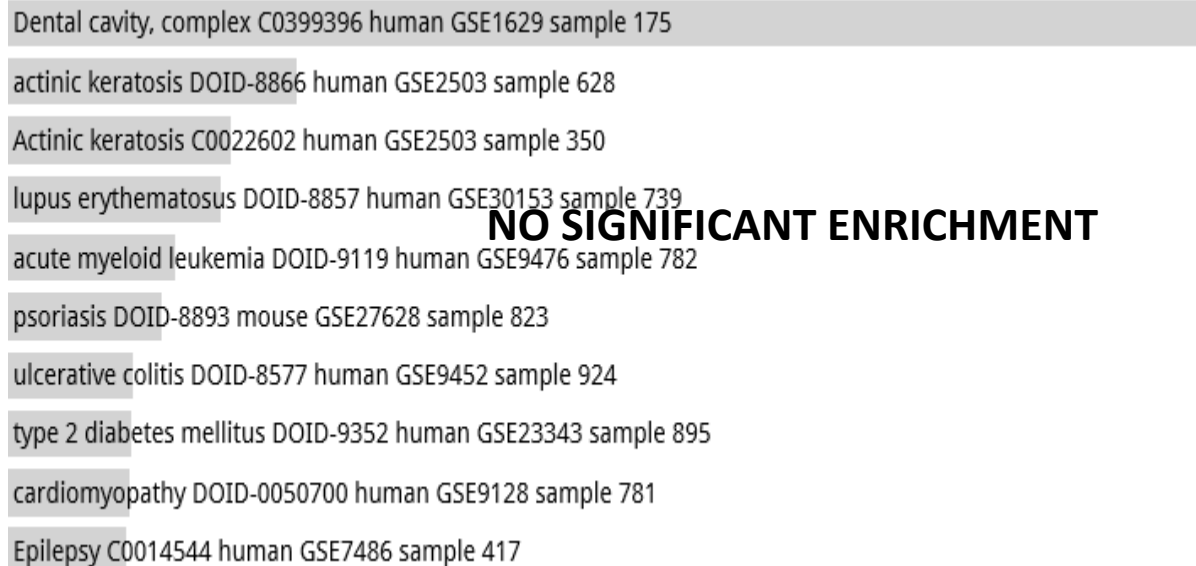 Dental cavity, complex C0399396 human GSE1629 sample 175
actinic keratosis DOID-8866 human GSE2503 sample 628
Actinic keratosis C0022602 human GSE2503 sample 350
lupus erythematosus DOID-8857 human GSE30153 sample 739
NO SIGNIFICANT ENRICHMENT
acute myeloid leukemia DOID-9119 human GSE9476 sample 782
psoriasis DOID-8893 mouse GSE27628 sample 823
ulcerative colitis DOID-8577 human GSE9452 sample 924
type 2 diabetes mellitus DOID-9352 human GSE23343 sample 895
cardiomyopathy DOID-0050700 human GSE9128 sample 781
Epilepsy C0014544 human GSE7486 sample 417